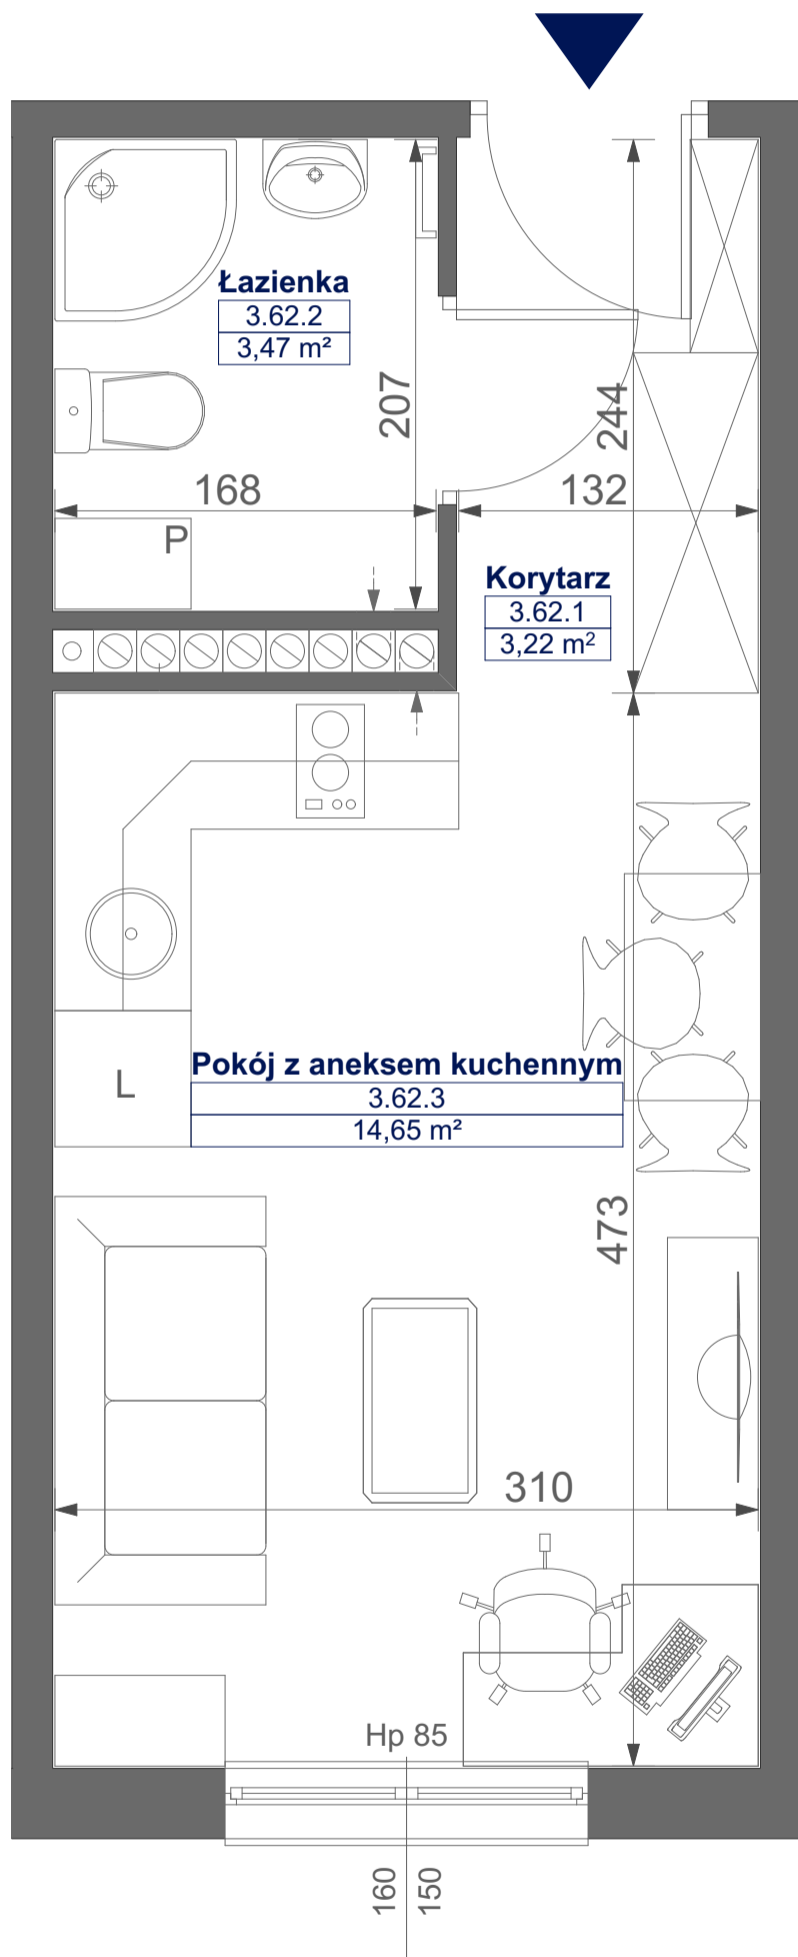 Łazienka
3.62.2
3,47 m²
207
244
168
132
P
Korytarz
3.62.1
3,22 m²
L
Pokój z aneksem kuchennym
3.62.3
14,65 m²
473
310
Hp 85
160
150